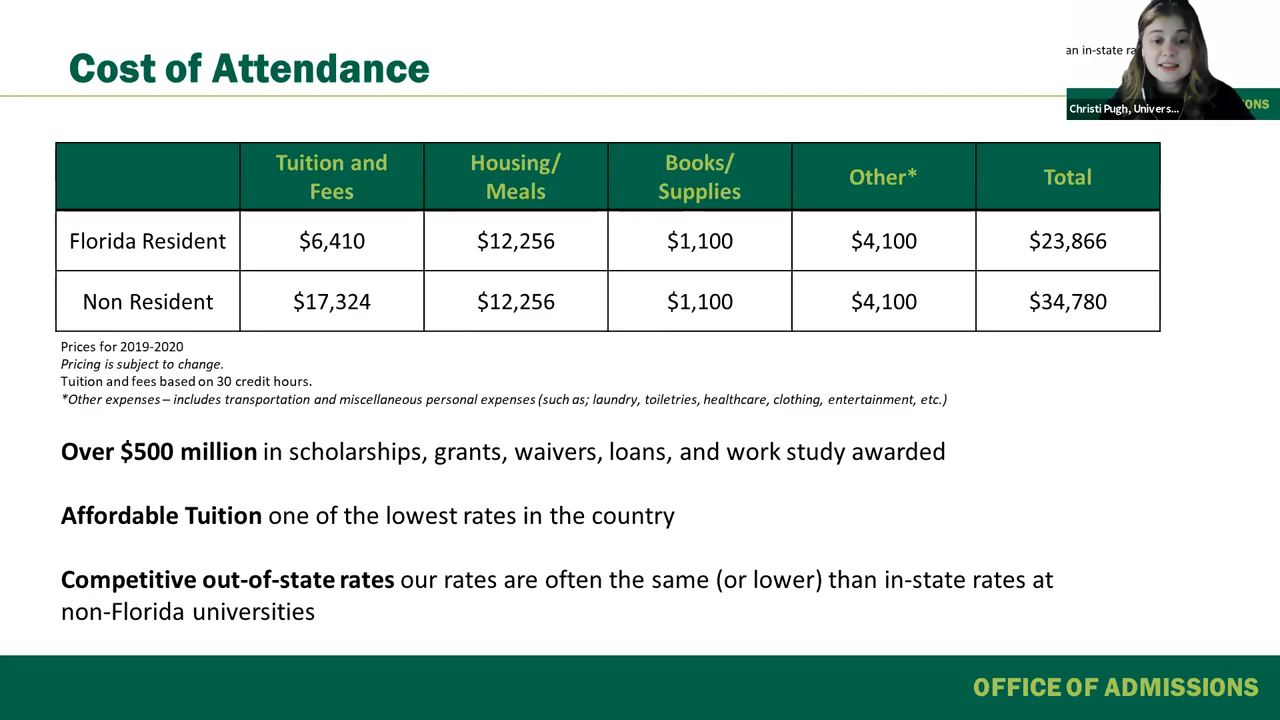 Cost of Attendance
an in-state ra
Christi Pugh, Univers...
ONS
Tuition and Fees
Housing/ Meals
Books/ Supplies
Other*
Total
Florida Resident $6,410 $12,256 $1,100 $4,100 $23,866
Non Resident $17,324 $12,256 $1,100 $4,100 $34,780
Prices for 2019-2020
Pricing is subject to change.
Tuition and fees based on 30 credit hours.
*Other expenses – includes transportation and miscellaneous personal expenses (such as; laundry, toiletries, healthcare, clothing, entertainment, etc.)
Over $500 million in scholarships, grants, waivers, loans, and work study awarded
Affordable Tuition one of the lowest rates in the country
Competitive out-of-state rates our rates are often the same (or lower) than in-state rates at
non-Florida universities
OFFICE OF ADMISSIONS